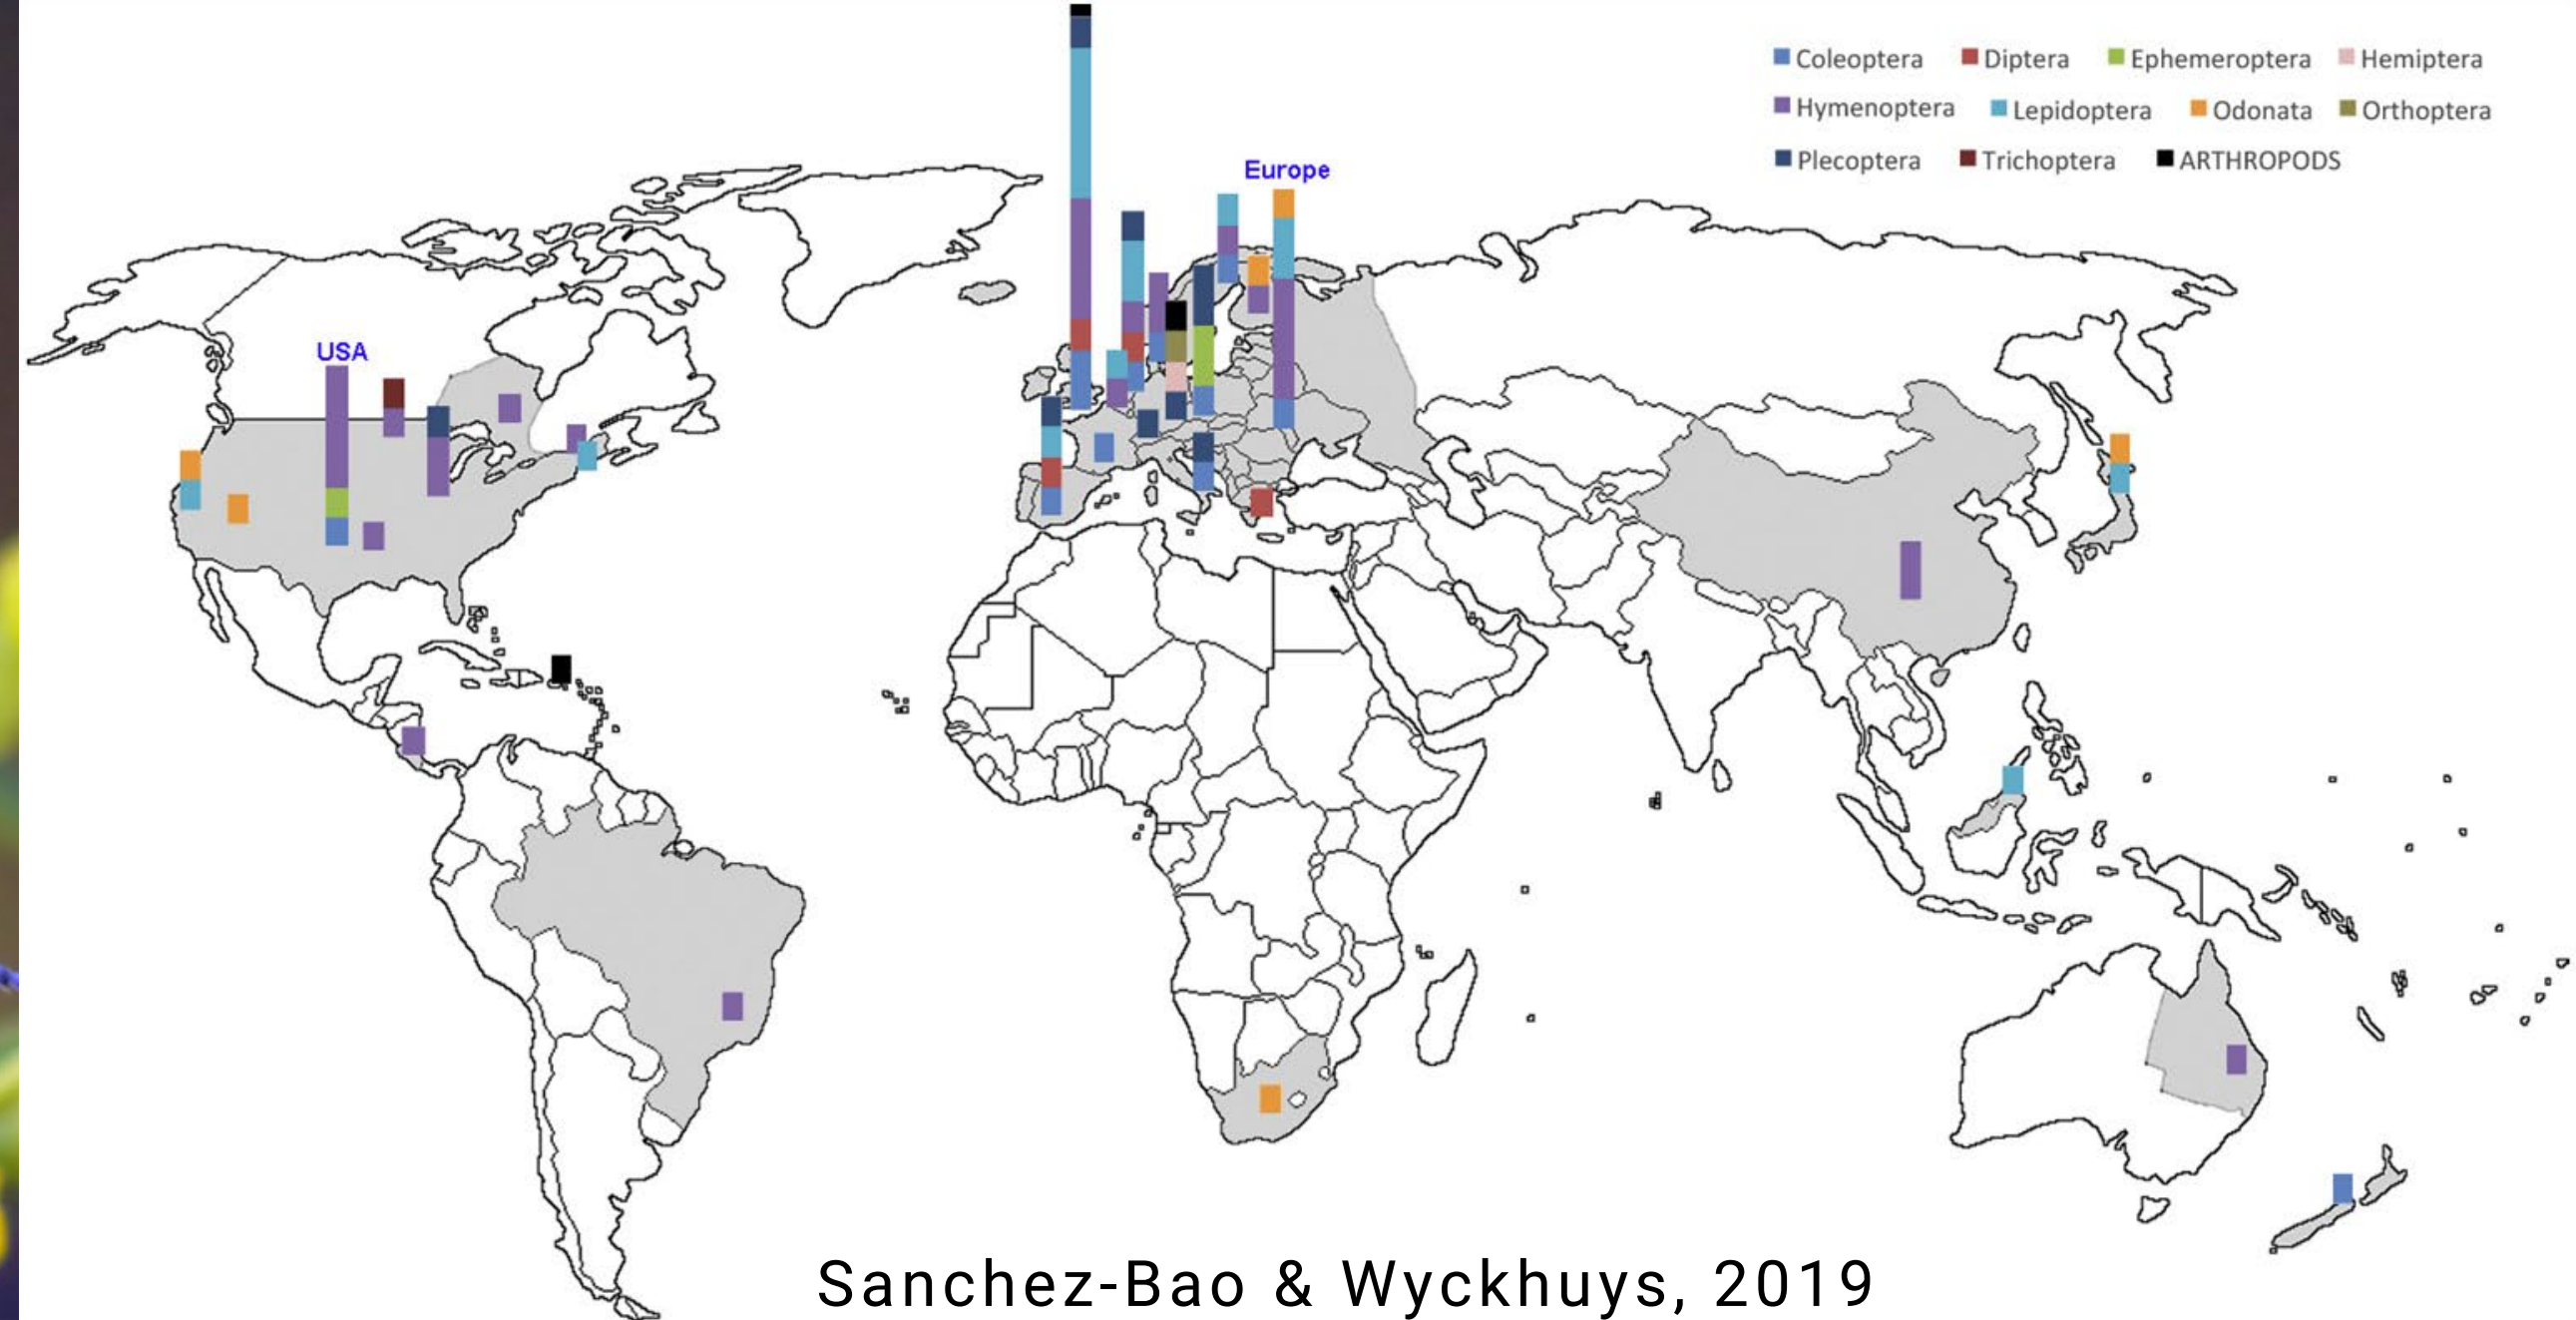 Coleoptera Diptera Ephemeroptera Hemiptera
Hymenoptera Lepidoptera Odonata Orthoptera
Plecoptera Trichoptera ARTHROPODS
Europe
USA
Sanchez-Bao & Wyckhuys, 2019